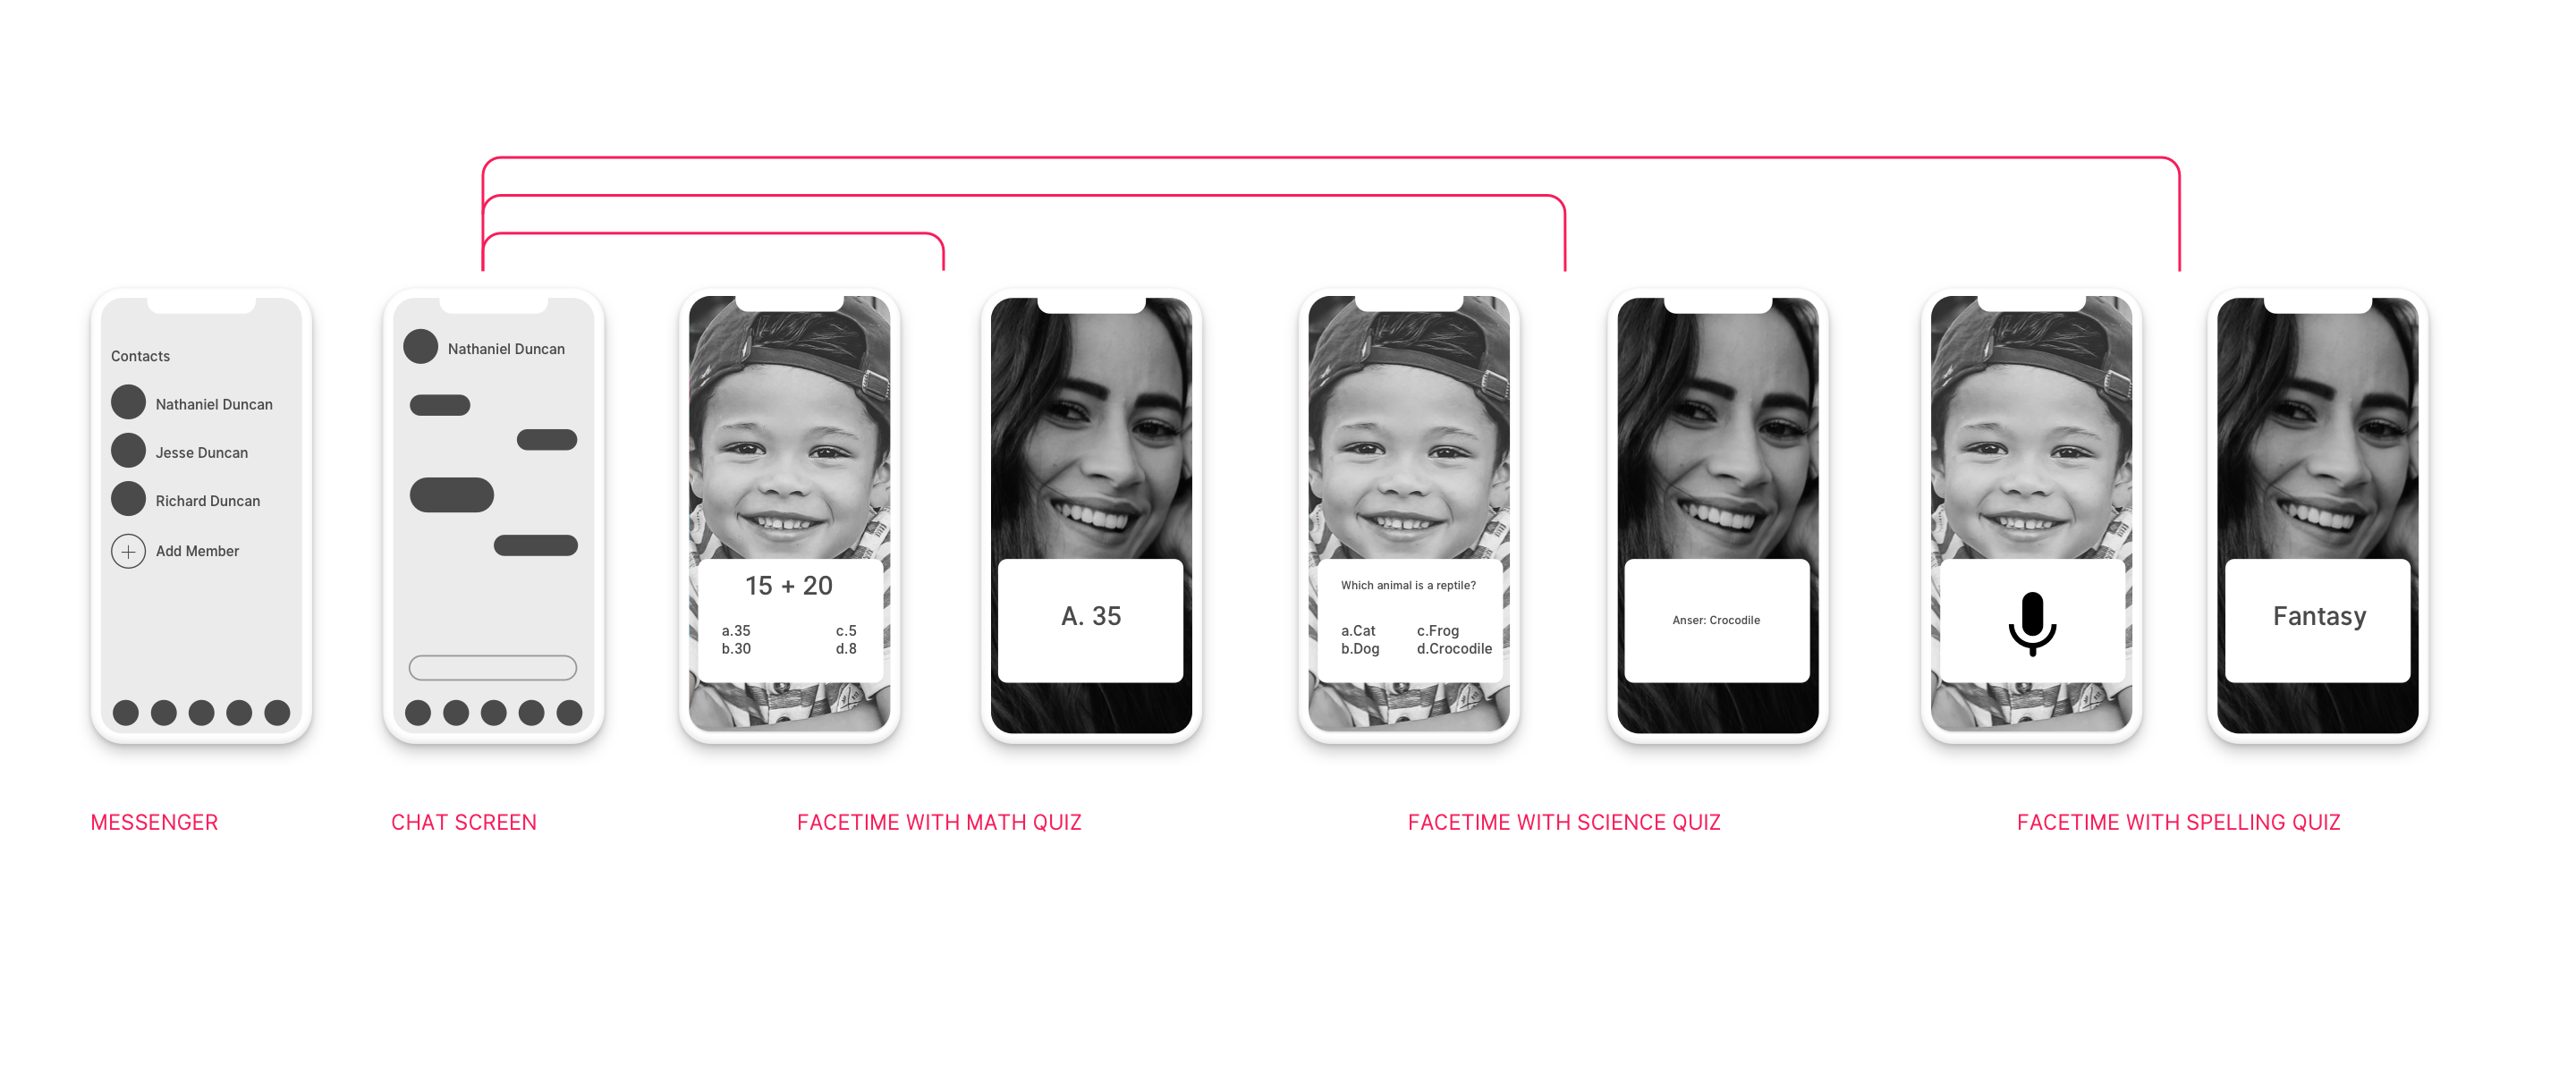 Contacts
Nathaniel Duncan
Jesse Duncan
Richard Duncan
Add Member
Nathaniel Duncan
15 + 20
a.35 c.5
b.30 d.8
A. 35
Which animal is a reptile?
a.Cat c.Frog
b.Dog d.Crocodile
Anser: Crocodile
Fantasy
MESSENGER
CHAT SCREEN
FACETIME WITH MATH QUIZ
FACETIME WITH SCIENCE QUIZ
FACETIME WITH SPELLING QUIZ